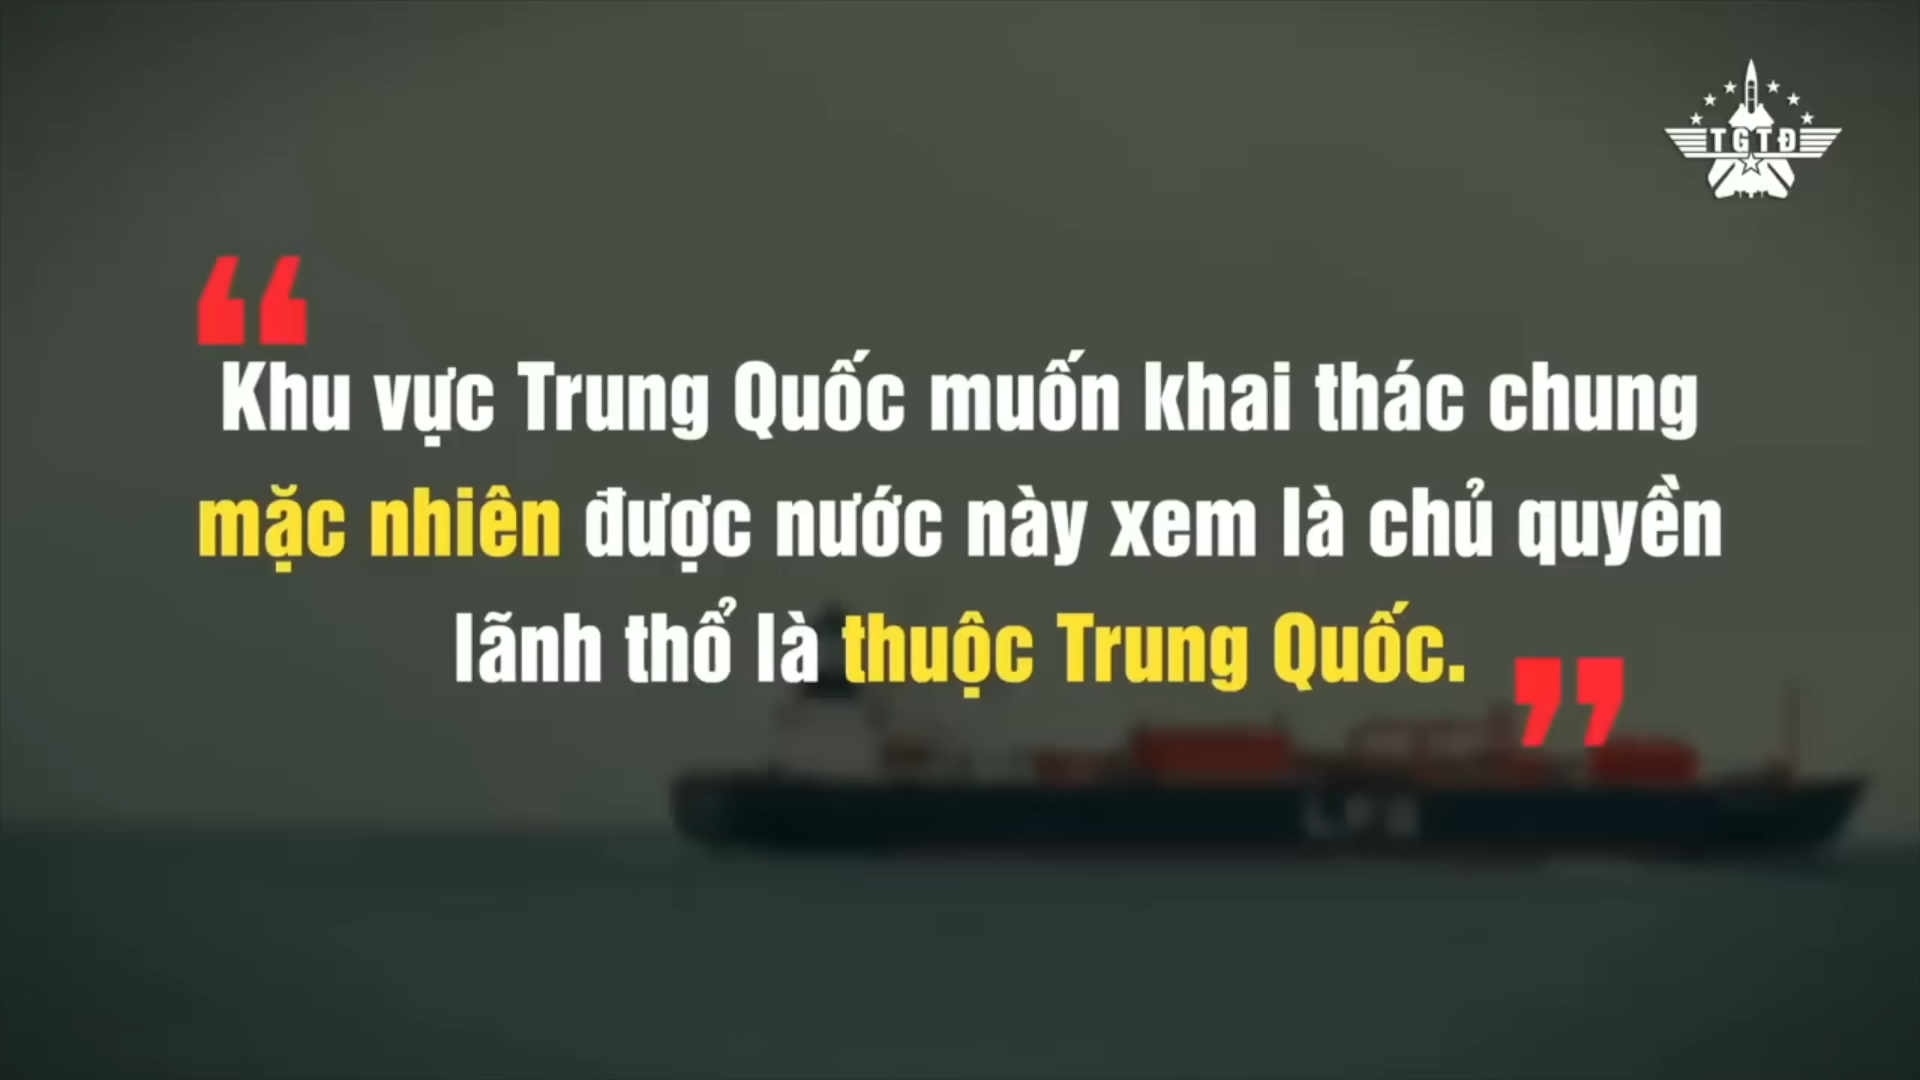 TGTĐ
“Khu vực Trung Quốc muốn khai thác chung
mặc nhiên được nước này xem là chủ quyền
lãnh thổ là thuộc Trung Quốc.”
LPG